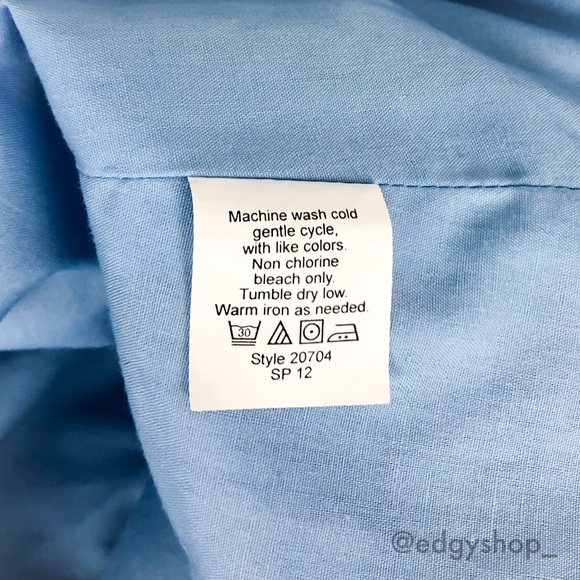 Machine wash cold
gentle cycle,
with like colors.
Non chlorine
bleach only.
Tumble dry low.
Warm iron as needed.
30
Style 20704
SP 12
@edgyshop_